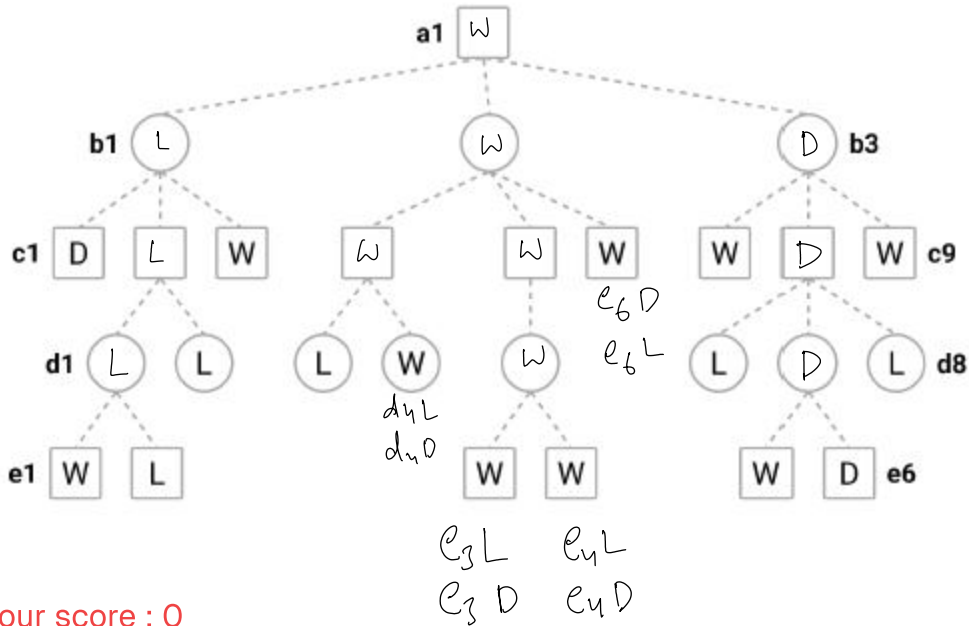 a1 W
b1 L W D b3
c1 D L W W W W W D W c9
e6 D
d1 L L L W W e6 L L D L d8
d4 L
d4 D
e1 W L W W W D e6
e3 L e4 L
e3 D e4 D
our score : 0